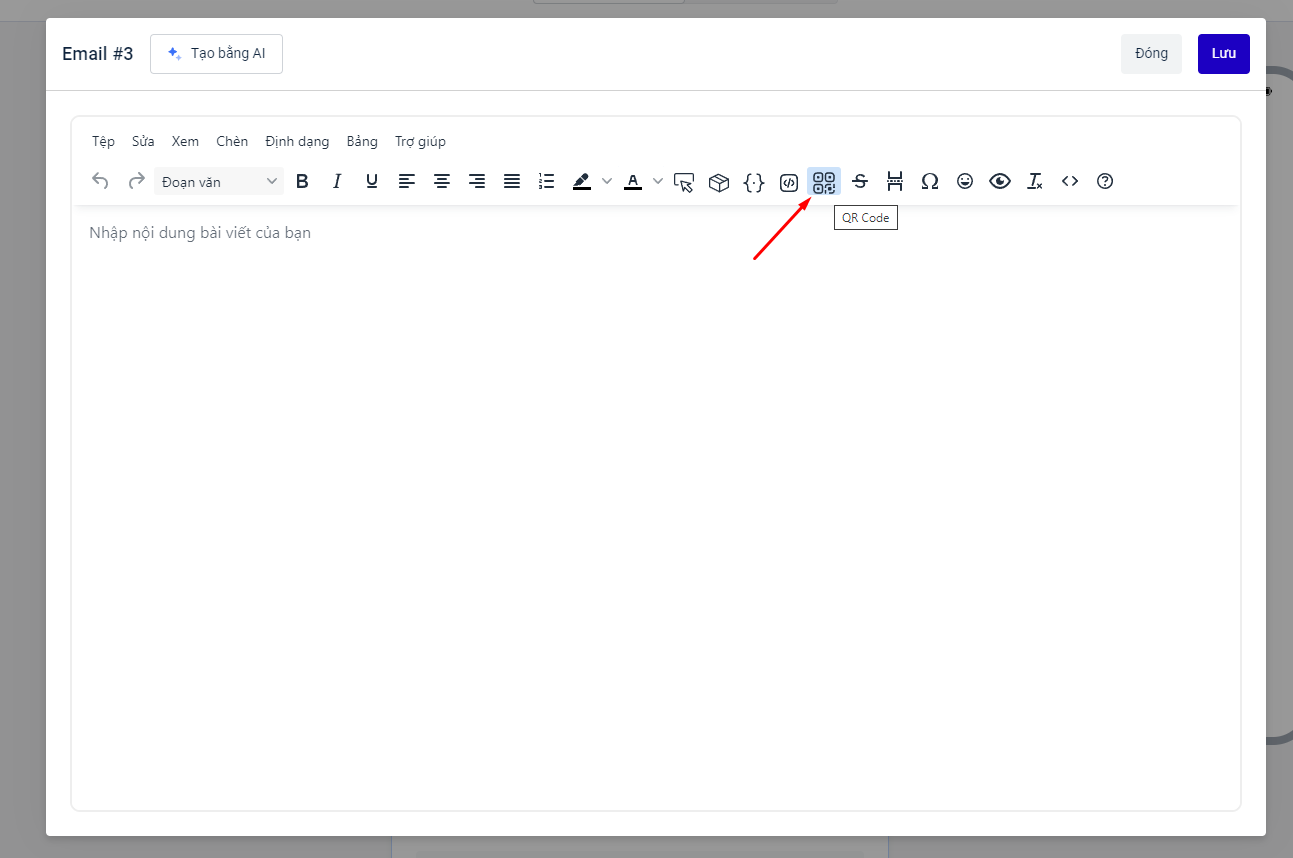 Email #3 Tạo bằng AI Đóng Lưu
Tệp Sửa Xem Chèn Định dạng Bảng Trợ giúp
Đoạn văn
QR Code
Nhập nội dung bài viết của bạn